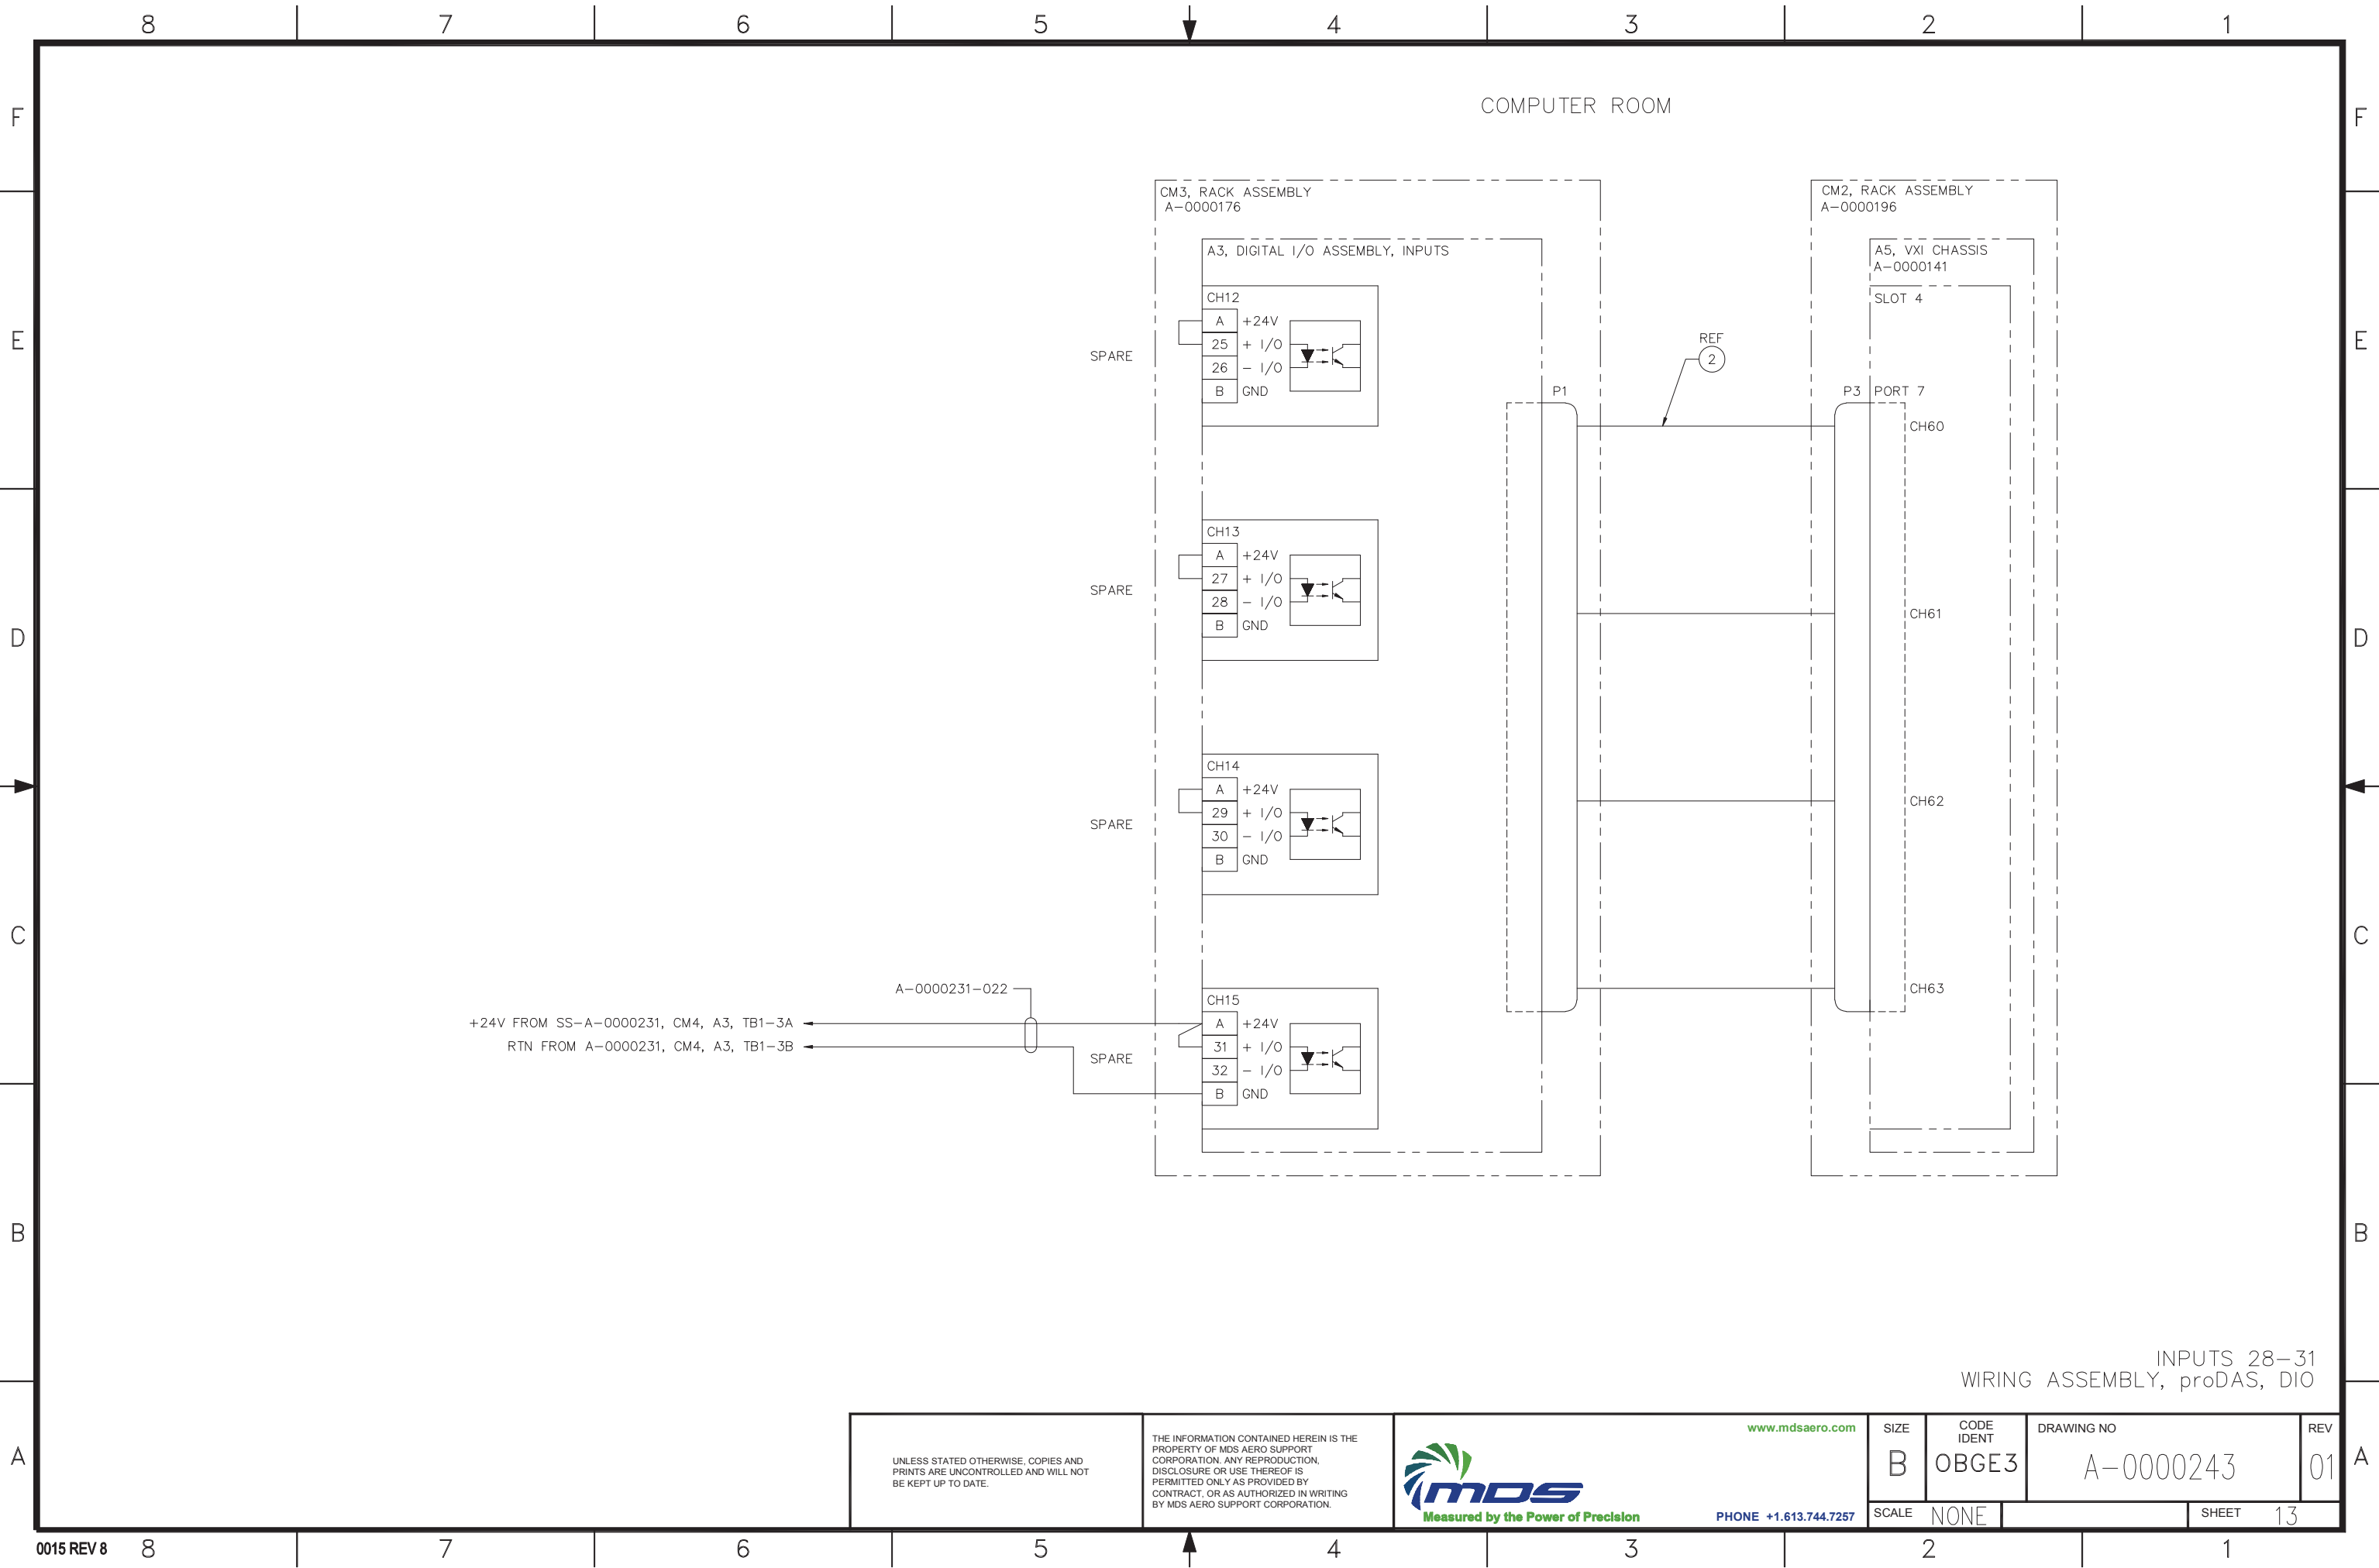 8 7 6 5 4 3 2 1
F F
COMPUTER ROOM
CM3, RACK ASSEMBLY
A-0000176
CM2, RACK ASSEMBLY
A-0000196
A3, DIGITAL I/O ASSEMBLY, INPUTS
A5, VXI CHASSIS
A-0000141
SLOT 4
E E
CH12
A +24V
25 + I/O
SPARE
26 - I/O
B GND
REF
2
P1
P3 PORT 7
CH60
D D
CH13
A +24V
27 + I/O
SPARE
28 - I/O
B GND
CH61
CH14
A +24V
29 + I/O
SPARE
30 - I/O
B GND
CH62
C C
A-0000231-022
CH15
CH63
+24V FROM SS-A-0000231, CM4, A3, TB1-3A
A +24V
RTN FROM A-0000231, CM4, A3, TB1-3B
31 + I/O
SPARE
32 - I/O
B GND
B B
INPUTS 28-31
WIRING ASSEMBLY, proDAS, DIO
A A
UNLESS STATED OTHERWISE, COPIES AND
PRINTS ARE UNCONTROLLED AND WILL NOT
BE KEPT UP TO DATE.
THE INFORMATION CONTAINED HEREIN IS THE
PROPERTY OF MDS AERO SUPPORT
CORPORATION. ANY REPRODUCTION,
DISCLOSURE OR USE THEREOF IS
PERMITTED ONLY AS PROVIDED BY
CONTRACT, OR AS AUTHORIZED IN WRITING
BY MDS AERO SUPPORT CORPORATION.
www.mdsaero.com
MDS
Measured by the Power of Precision
PHONE +1.613.744.7257
SIZE
B
CODE
IDENT
OBGE3
DRAWING NO
A-0000243
REV
01
SCALE NONE
SHEET 13
0015 REV 8
8 7 6 5 4 3 2 1